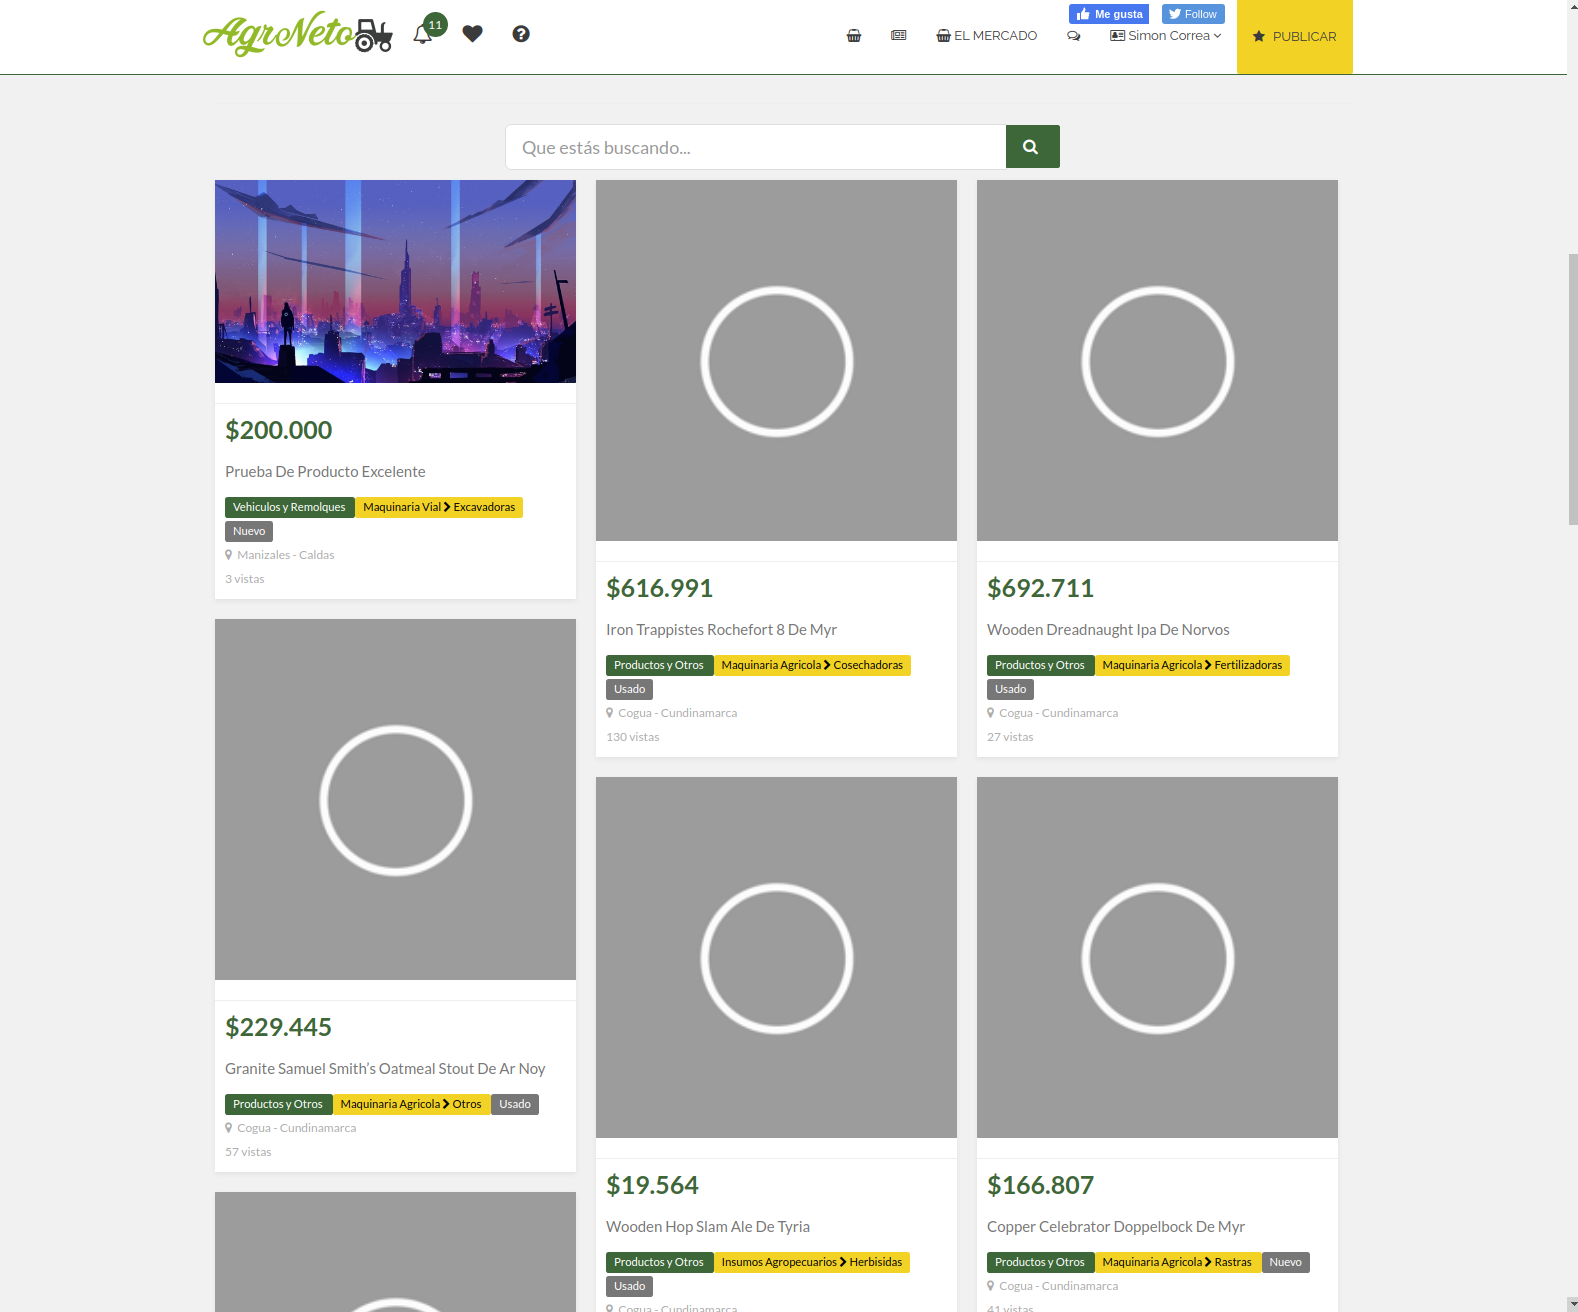 AgroNeto
11
Me gusta
Follow
EL MERCADO
Simon Correa
PUBLICAR
Que estás buscando...
$200.000
Prueba De Producto Excelente
Vehiculos y Remolques
Maquinaria Vial > Excavadoras
Nuevo
Manizales - Caldas
3 vistas
$616.991
Iron Trappistes Rochefort 8 De Myr
Productos y Otros
Maquinaria Agricola > Cosechadoras
Usado
Cogua - Cundinamarca
130 vistas
$692.711
Wooden Dreadnaught Ipa De Norvos
Productos y Otros
Maquinaria Agricola > Fertilizadoras
Usado
Cogua - Cundinamarca
27 vistas
$229.445
Granite Samuel Smith's Oatmeal Stout De Ar Noy
Productos y Otros
Maquinaria Agricola > Otros
Usado
Cogua - Cundinamarca
57 vistas
$19.564
Wooden Hop Slam Ale De Tyria
Productos y Otros
Insumos Agropecuarios > Herbisidas
Usado
Cogua - Cundinamarca
$166.807
Copper Celebrator Doppelbock De Myr
Productos y Otros
Maquinaria Agricola > Rastras
Nuevo
Cogua - Cundinamarca
41 vistas